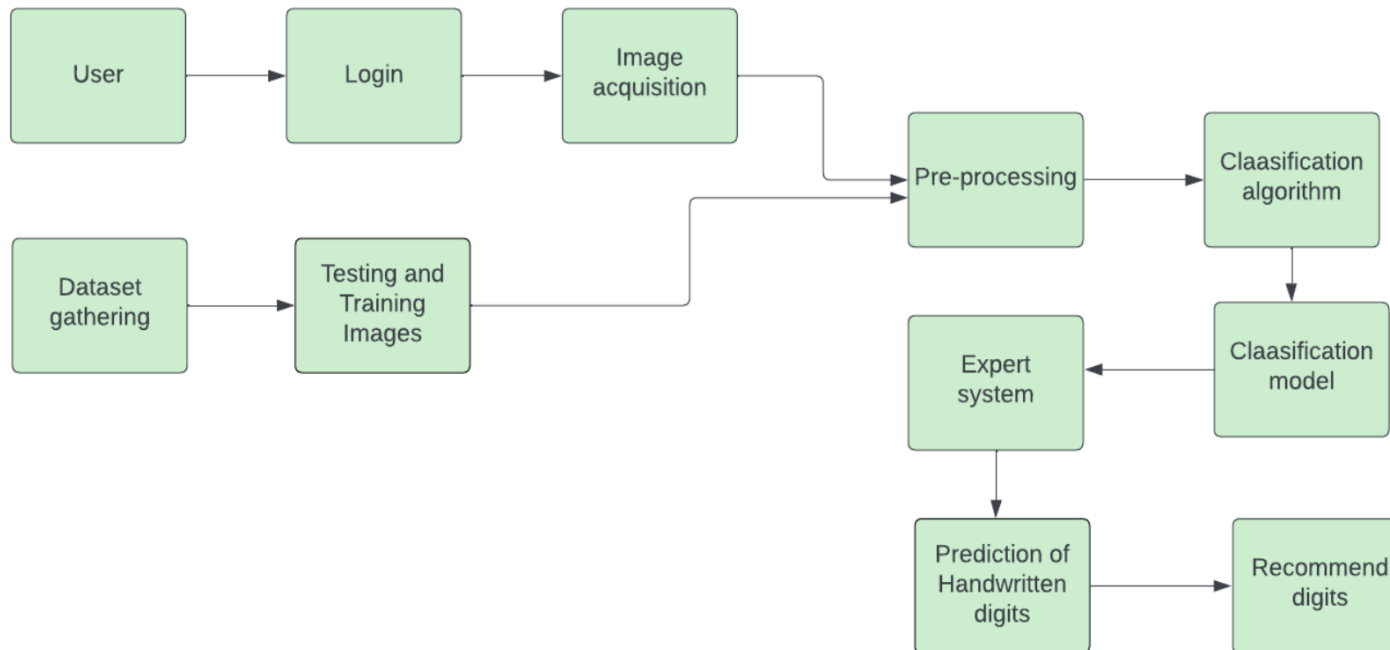 User
Login
Image
acquisition
Pre-processing
Claasification
algorithm
Dataset
gathering
Testing and
Training
Images
Expert
system
Claasification
model
Prediction of
Handwritten
digits
Recommend
digits